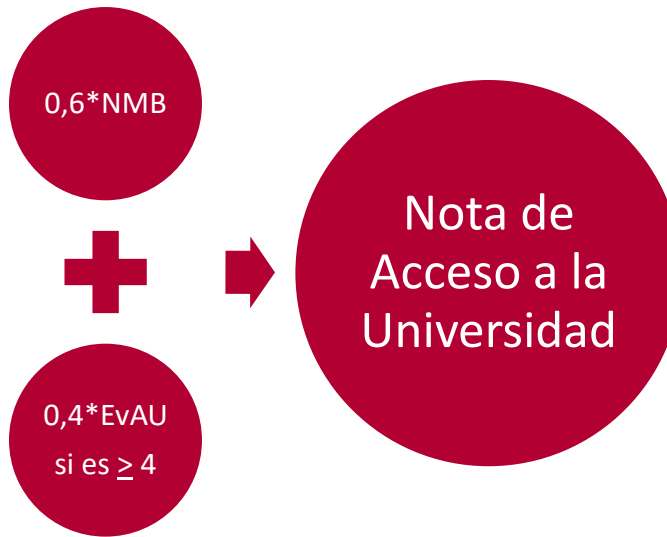 0,6*NMB
0,4*EvAU
si es ≥ 4
Nota de
Acceso a la
Universidad